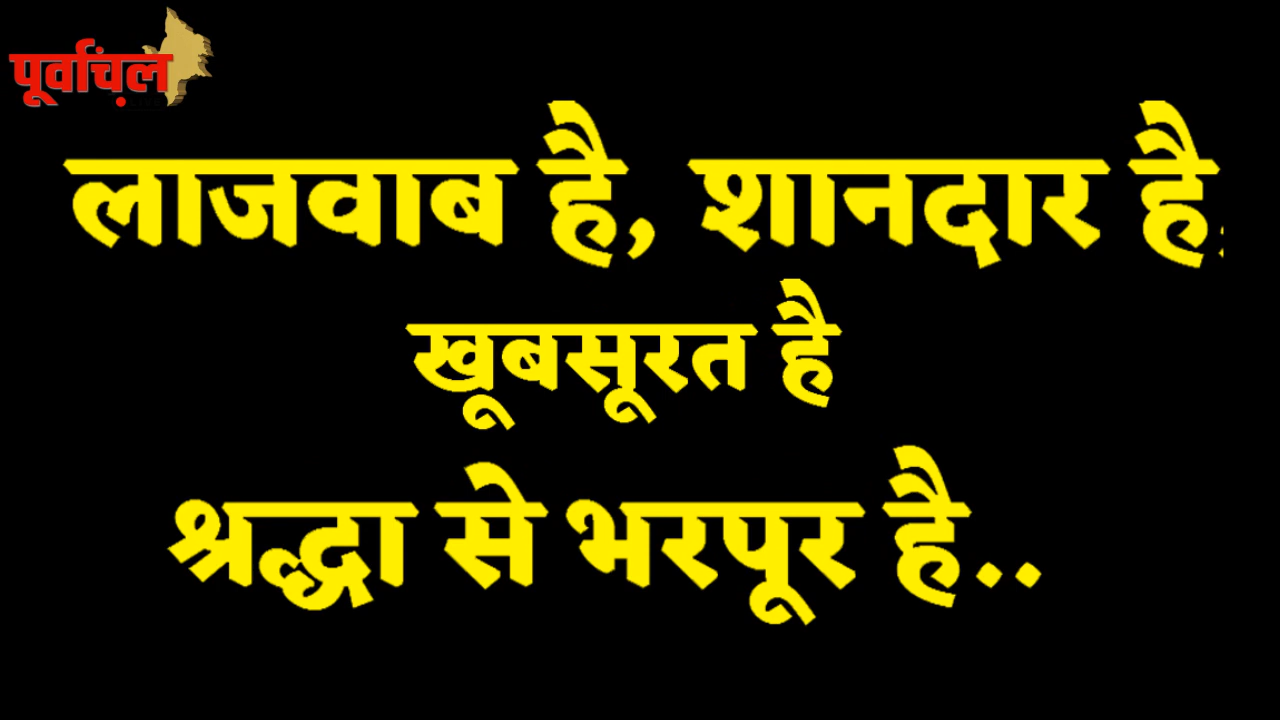 पूर्वांचल
लाजवाब है, शानदार है,
खूबसूरत है
श्रद्धा से भरपूर है..